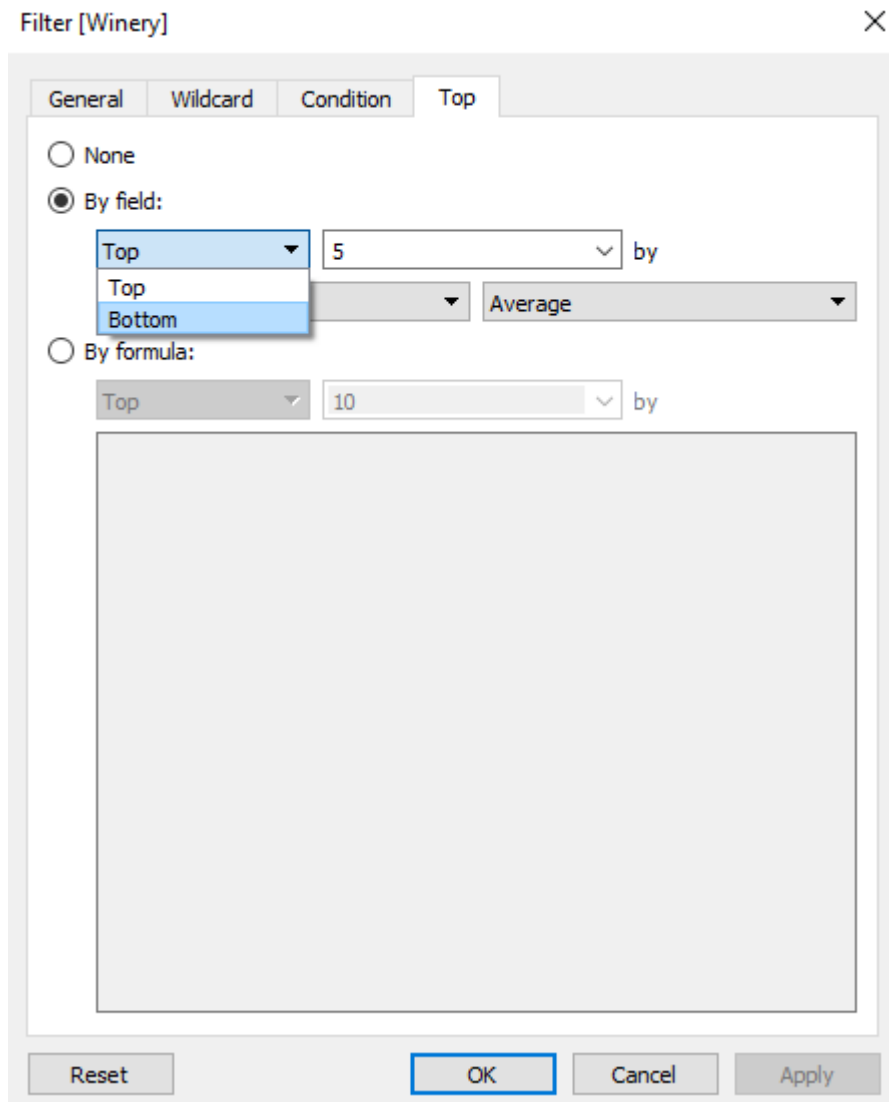 Filter [Winery]
General Wildcard Condition Top
None
By field:
Top 5 by
Top
Bottom
Average
By formula:
Top 10 by
Reset OK Cancel Apply